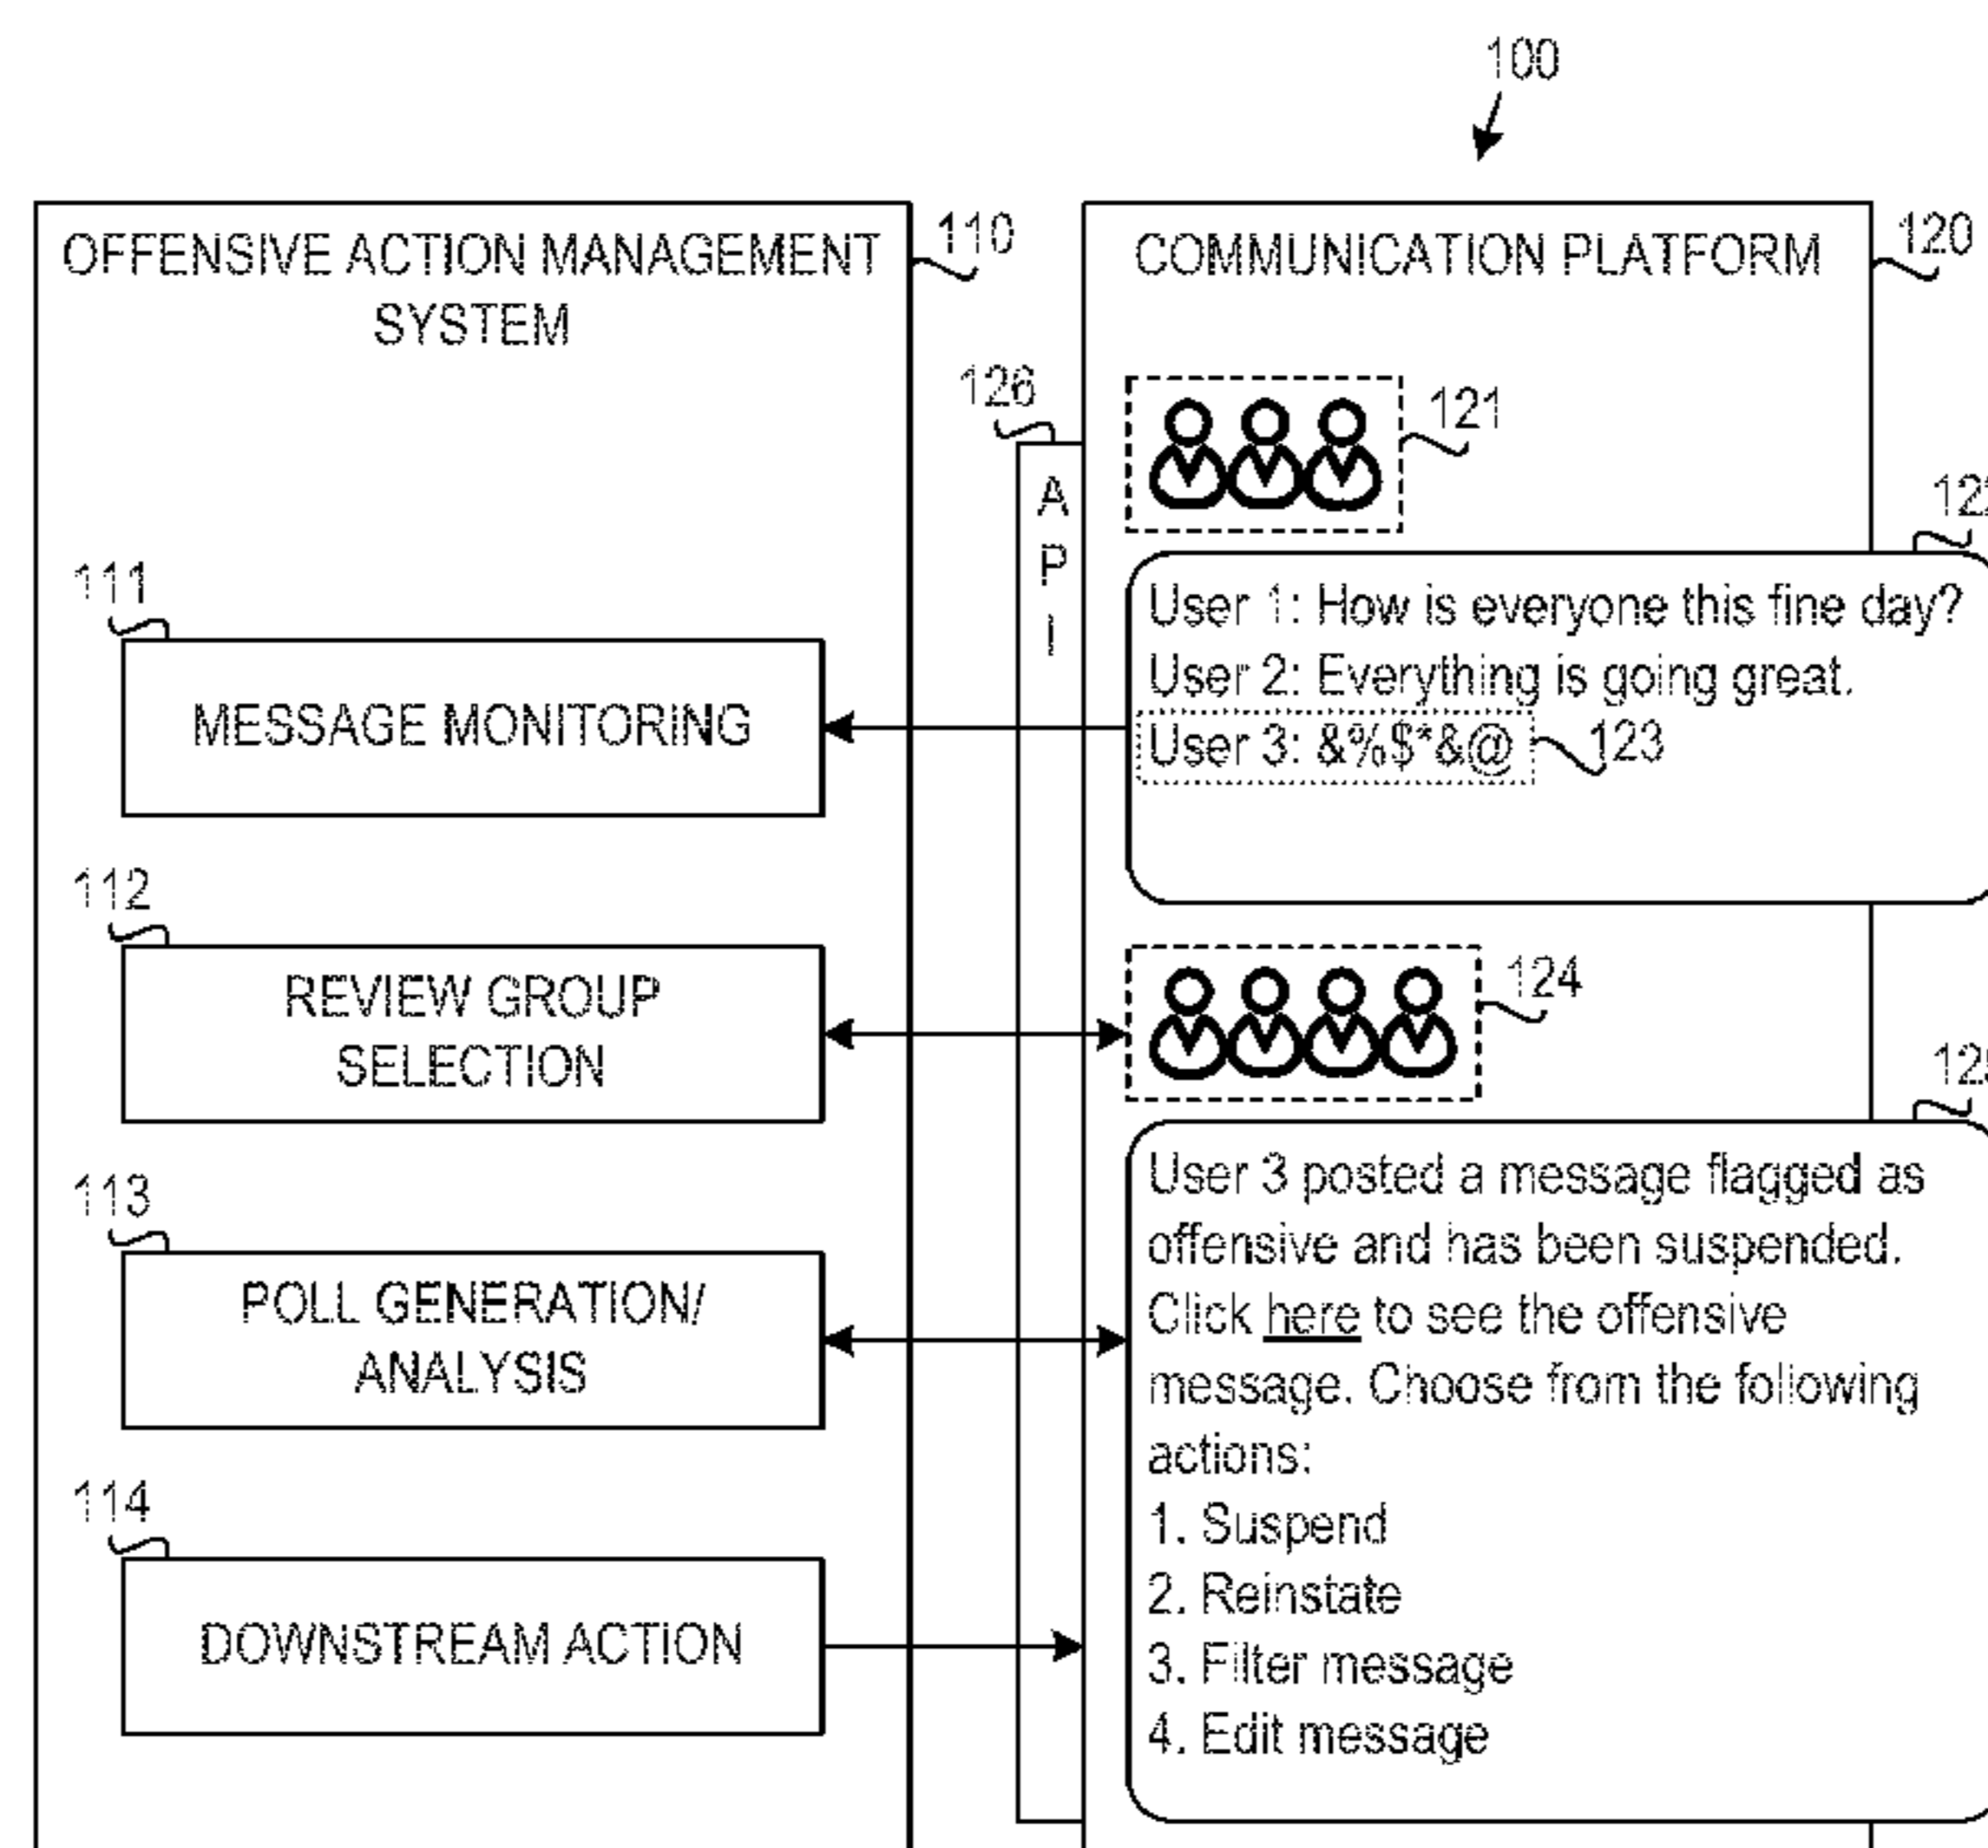 100
OFFENSIVE ACTION MANAGEMENT
SYSTEM
110
111
MESSAGE MONITORING
112
REVIEW GROUP
SELECTION
113
POLL GENERATION/
ANALYSIS
114
DOWNSTREAM ACTION
126
A
P
I
COMMUNICATION PLATFORM
120
121
User 1: How is everyone this fine day?
User 2: Everything is going great.
User 3: &%$*&@
123
124
User 3 posted a message flagged as
offensive and has been suspended.
Click here to see the offensive
message. Choose from the following
actions:
1. Suspend
2. Reinstate
3. Filter message
4. Edit message